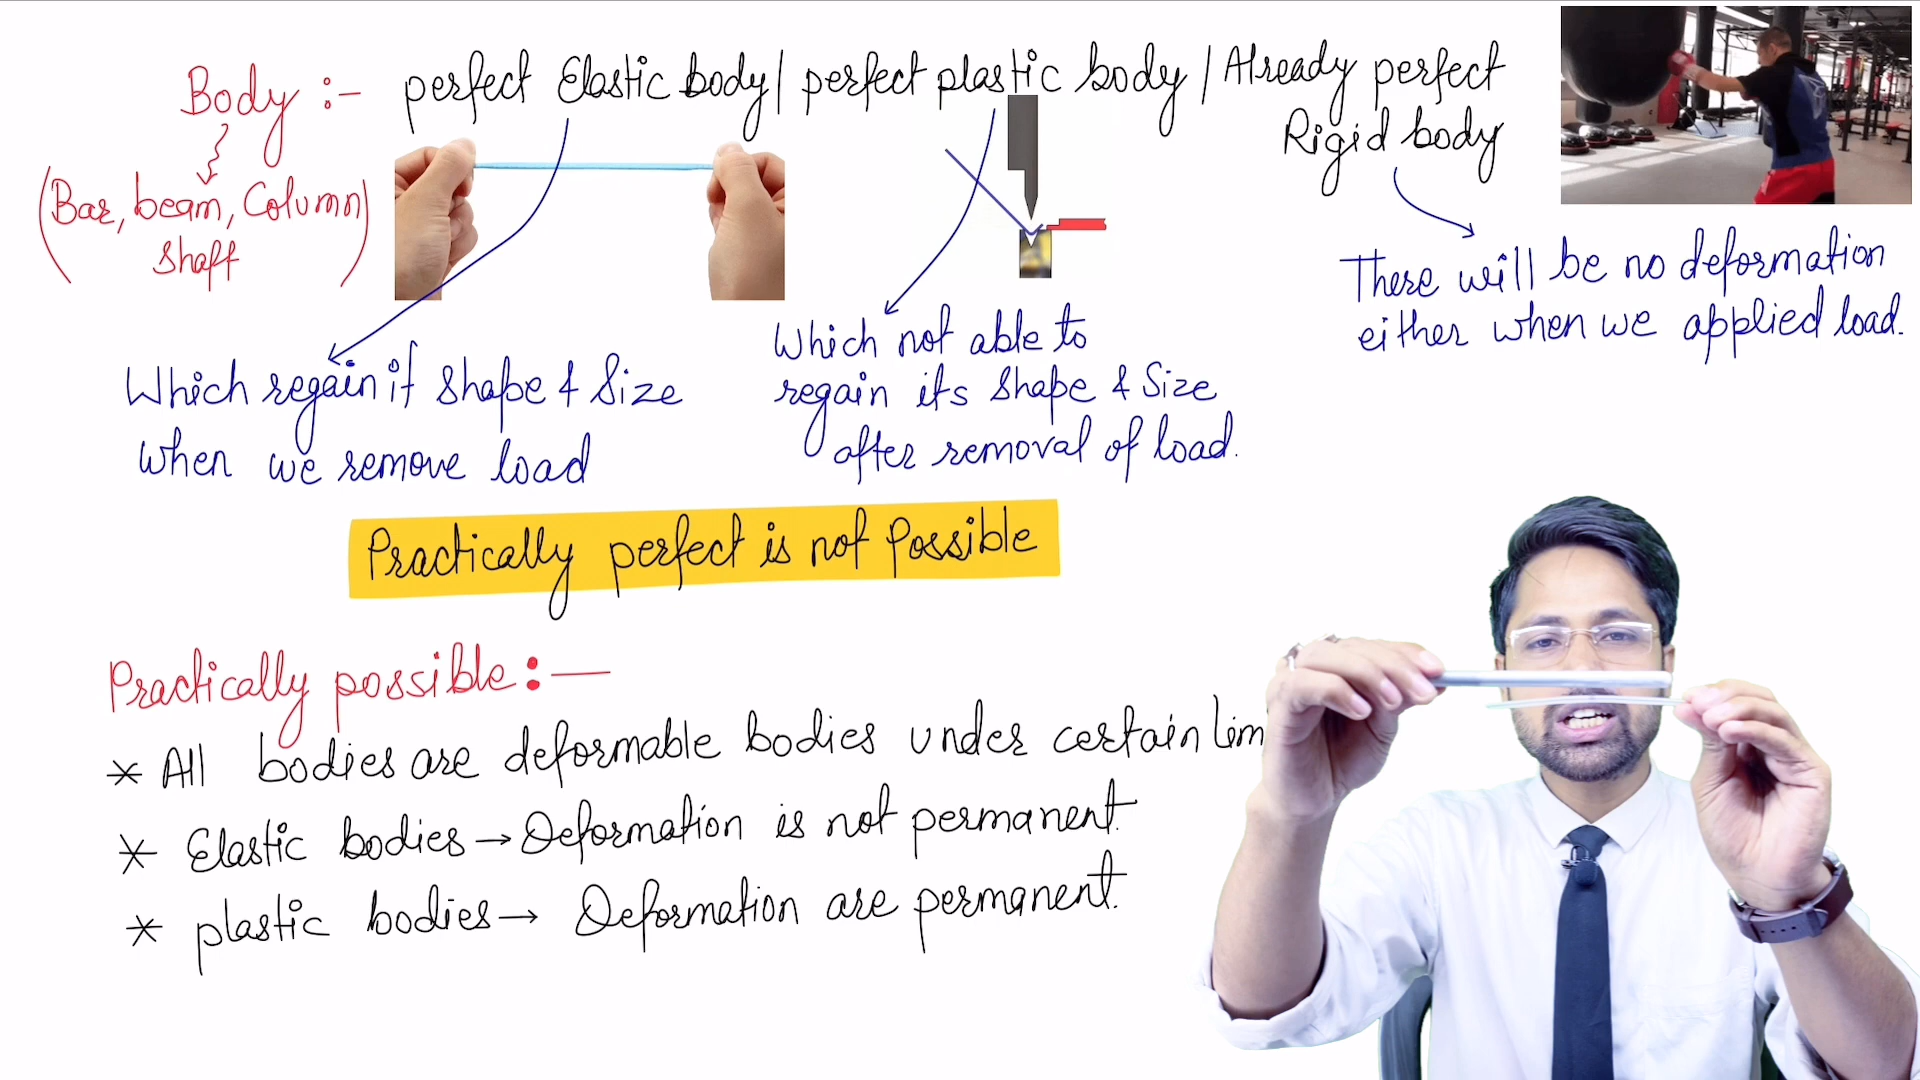 Body :- perfect Elastic body / perfect plastic body / Already perfect
Rigid body
(Bar, beam, Column
Shaft)
There will be no deformation
either when we applied load.
Which regain it shape & Size
when we remove load
Which not able to
regain its shape & Size
after removal of load.
Practically perfect is not Possible
Practically possible :—
* All bodies are deformable bodies under certain Lim
* Elastic bodies → Deformation is not permanent.
* plastic bodies → Deformation are permanent.